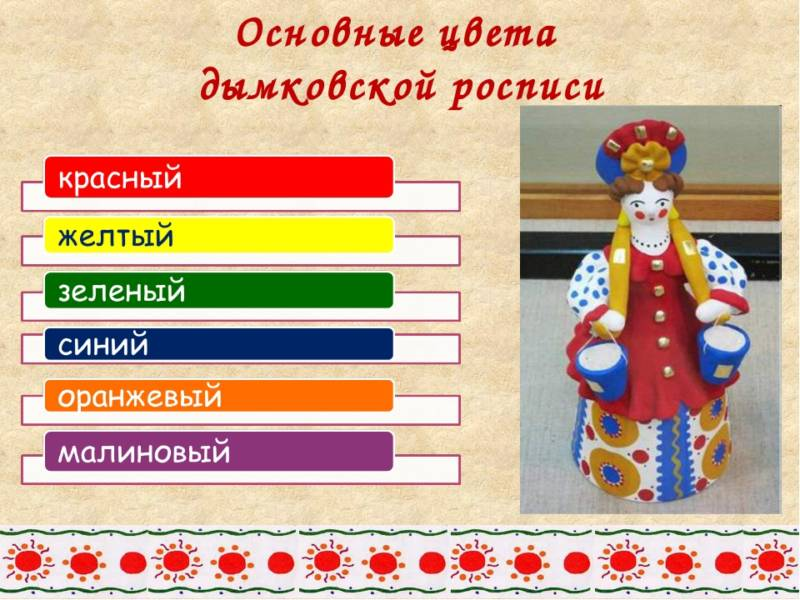 Основные цвета
дымковской росписи
красный
желтый
зеленый
синий
оранжевый
малиновый